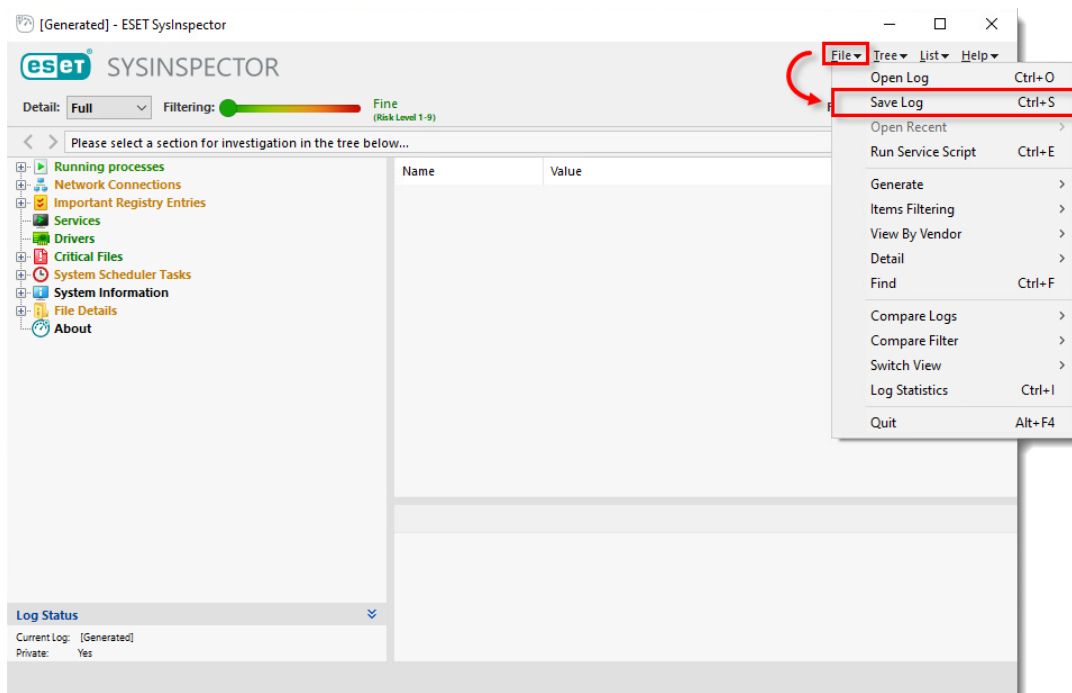 [Generated] - ESET SysInspector
eset® SYSINSPECTOR
File Tree List Help
Detail: Full Filtering: Fine
(Risk Level 1-9)
Please select a section for investigation in the tree below...
Running processes
Network Connections
Important Registry Entries
Services
Drivers
Critical Files
System Scheduler Tasks
System Information
File Details
About
Name Value
Open Log Ctrl+O
Save Log Ctrl+S
Open Recent
Run Service Script Ctrl+E
Generate
Items Filtering
View By Vendor
Detail
Find Ctrl+F
Compare Logs
Compare Filter
Switch View
Log Statistics Ctrl+I
Quit Alt+F4
Log Status
Current Log: [Generated]
Private: Yes